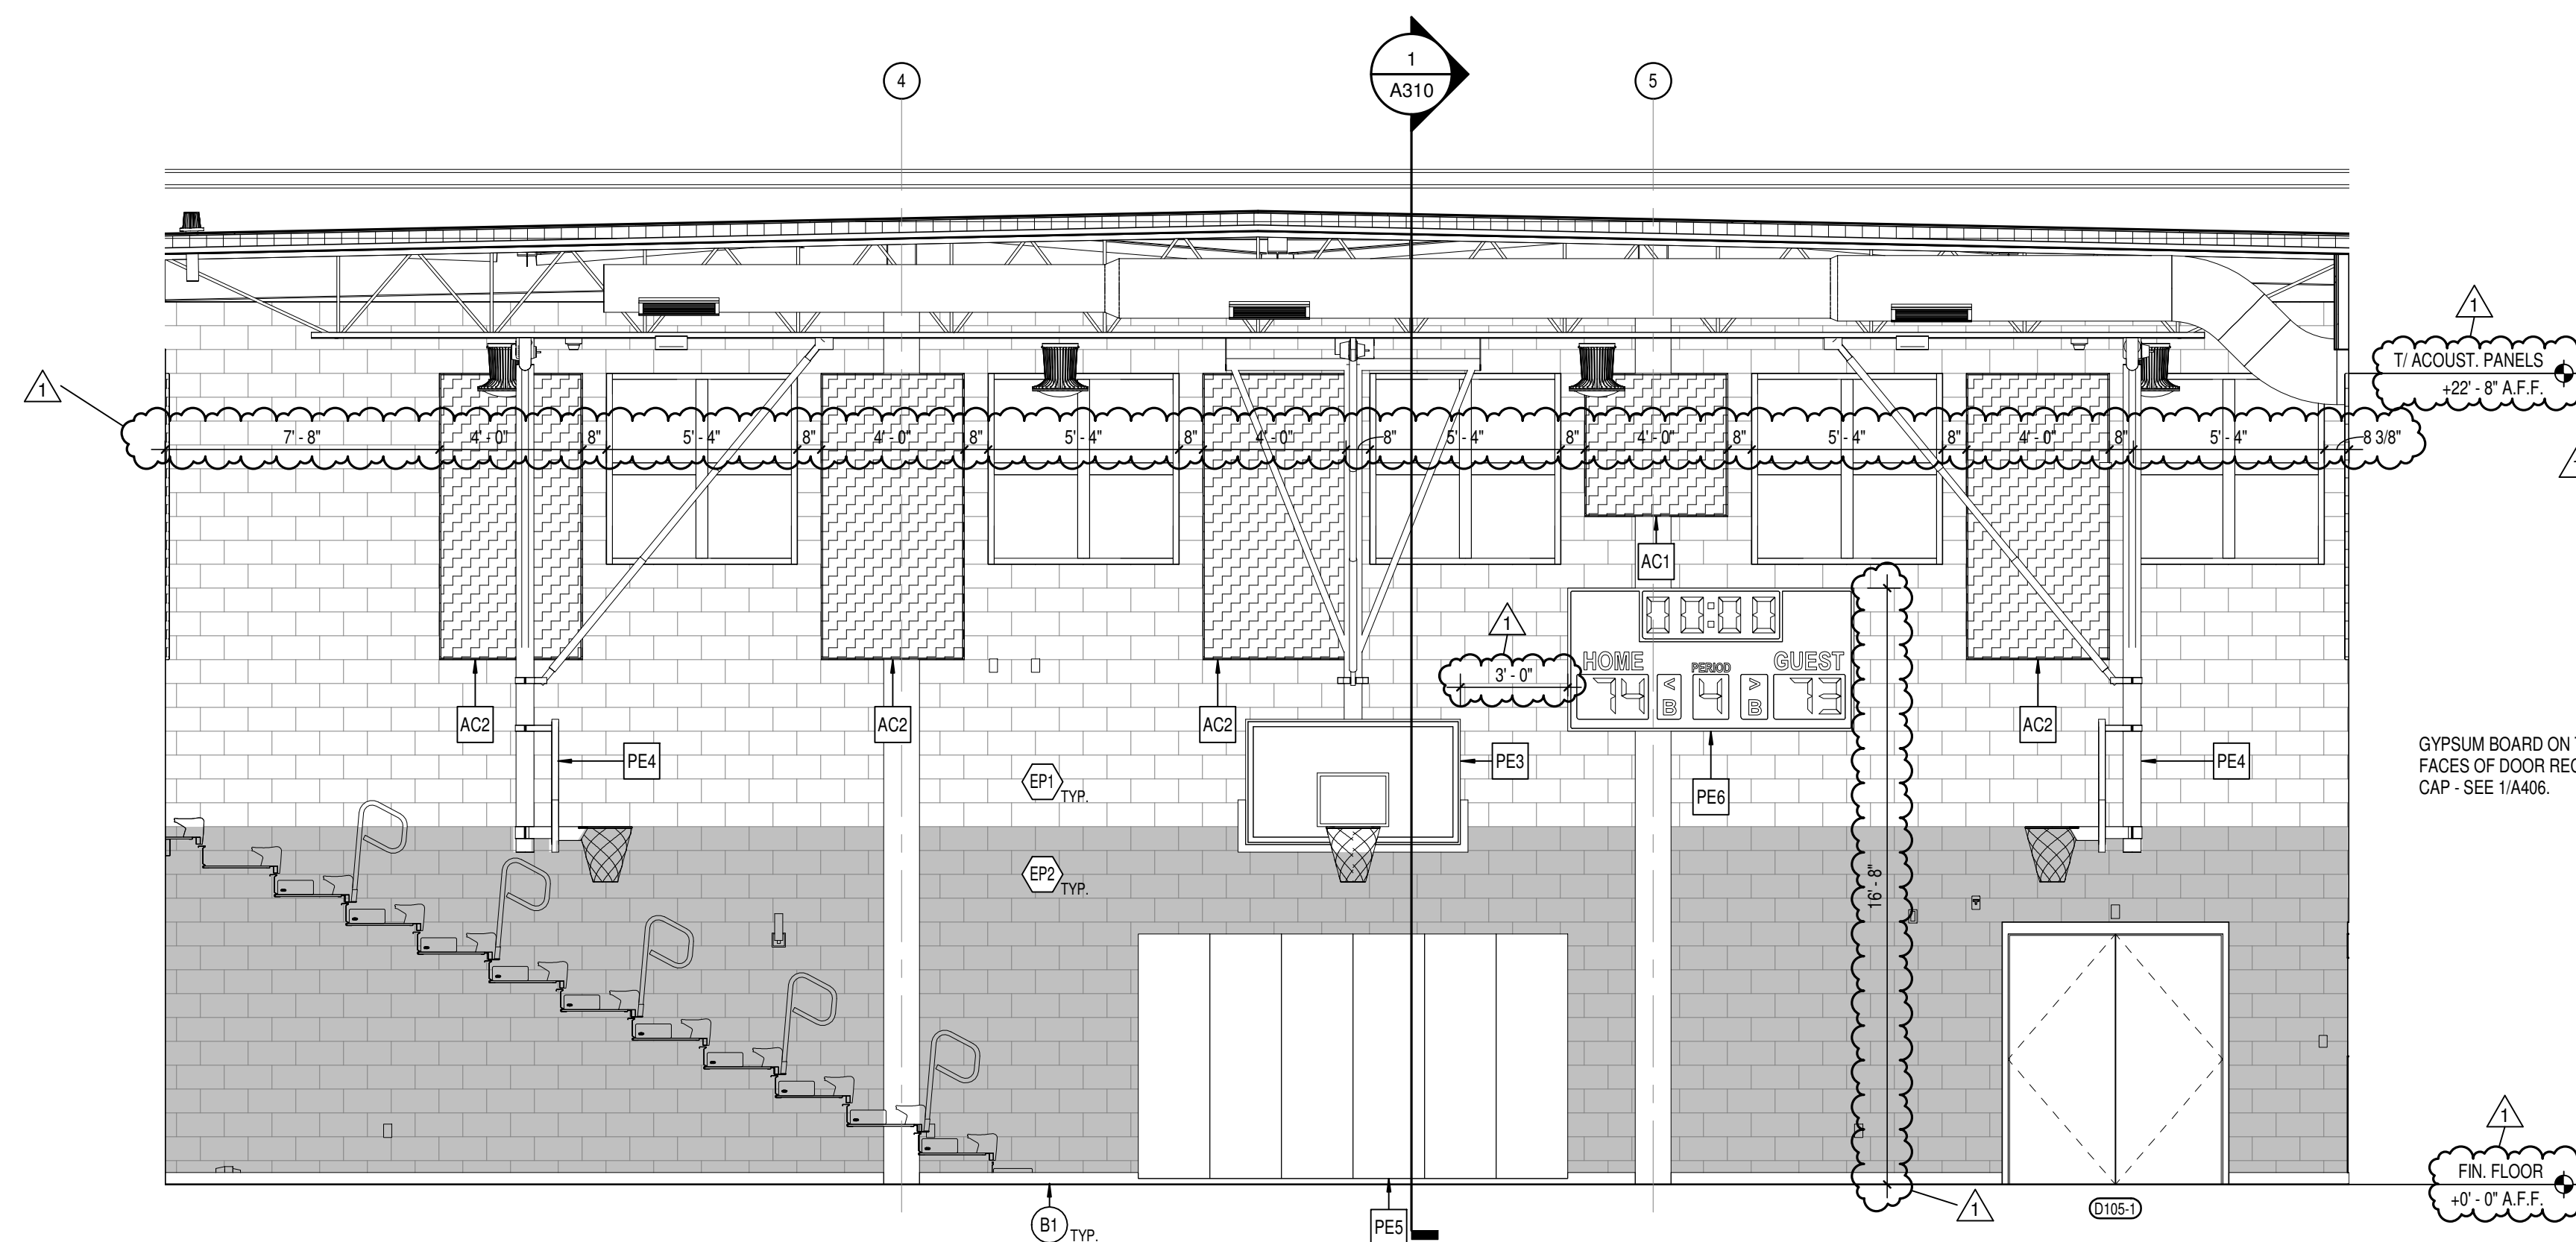 1
A310
4
5
1
T/ ACOUST. PANELS
+22' - 8" A.F.F.
1
7' - 8"
4' - 0"
8"
5' - 4"
8"
4' - 0"
8"
5' - 4"
8"
4' - 0"
8"
5' - 4"
8"
4' - 0"
8"
5' - 4"
8"
4' - 0"
8"
5' - 4"
8 3/8"
AC1
00:00
1
3' - 0"
HOME
PERIOD
GUEST
74
<
B
4
>
B
73
AC2
AC2
AC2
AC2
PE4
PE3
PE4
EP1
TYP.
PE6
GYPSUM BOARD ON
FACES OF DOOR
CAP - SEE 1/A406.
EP2
TYP.
16' - 8"
1
FIN. FLOOR
+0' - 0" A.F.F.
B1
TYP.
PE5
1
D105-1